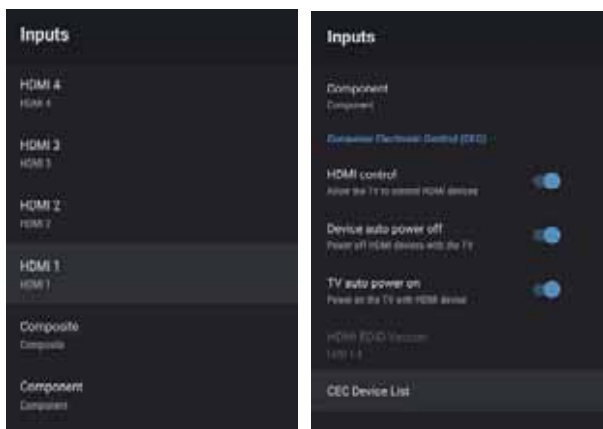 Inputs
HDMI 4
HDMI 4
HDMI 3
HDMI 3
HDMI 2
HDMI 2
HDMI 1
HDMI 1
Composite
Composite
Component
Component
Inputs
Component
Component
Consumer Electronic Control (CEC)
HDMI control
Allow the TV to control HDMI devices
Device auto power off
Power off HDMI devices with the TV
TV auto power on
Power on the TV with HDMI device
HDMI EDID Version
CEC Device List